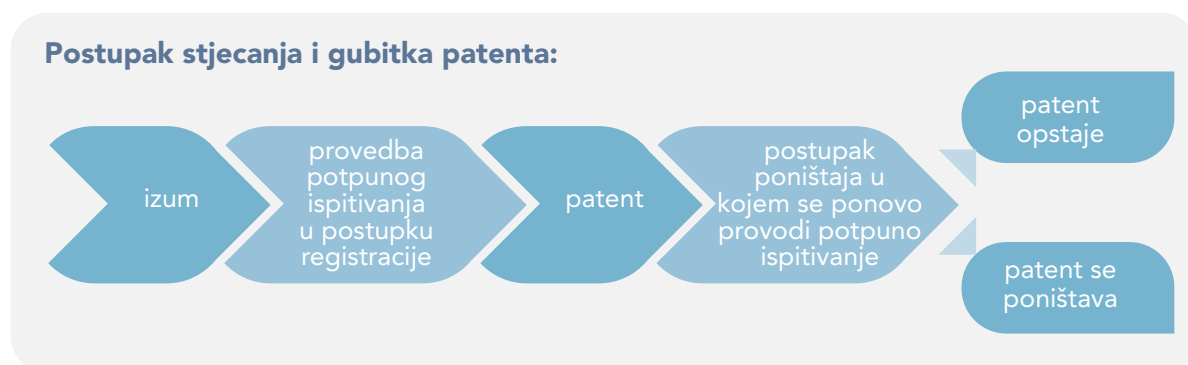 Postupak stjecanja i gubitka patenta:
izum
provedba
potpunog
ispitivanja
u postupku
registracije
patent
postupak
poništaja u
kojem se ponovo
provodi potpuno
ispitivanje
patent
opstaje
patent se
poništava